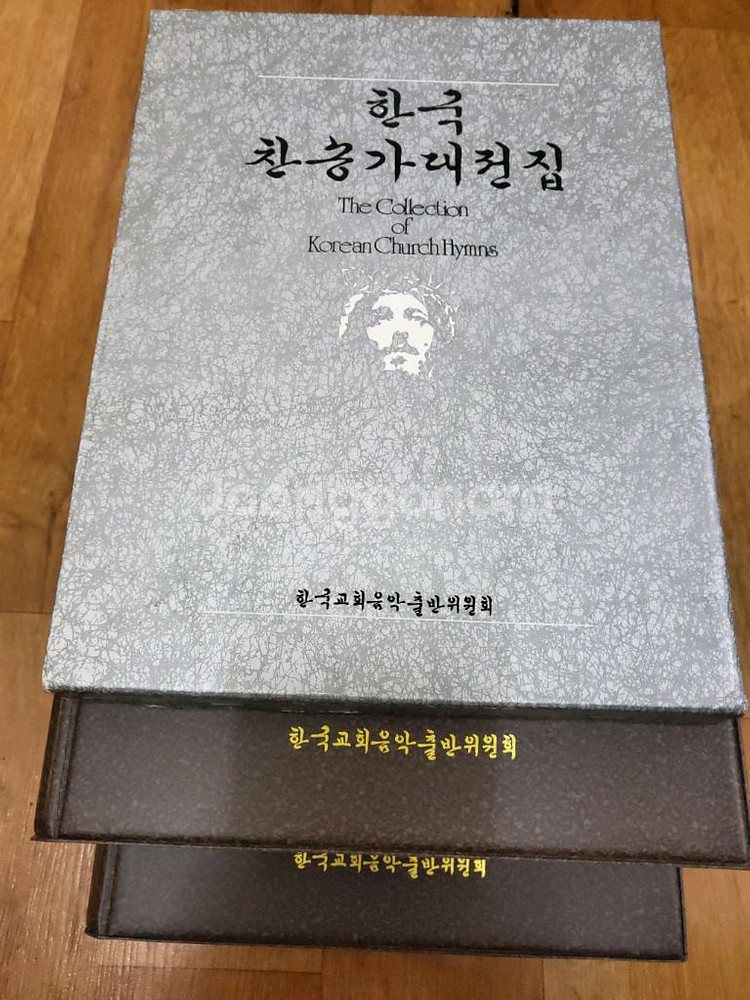 한국
찬송가대전집
The Collection
of
Korean Church Hymns
Joonggonara
한국교회음악출판위원회
한국교회음악출판위원회
한국교회음악출판위원회